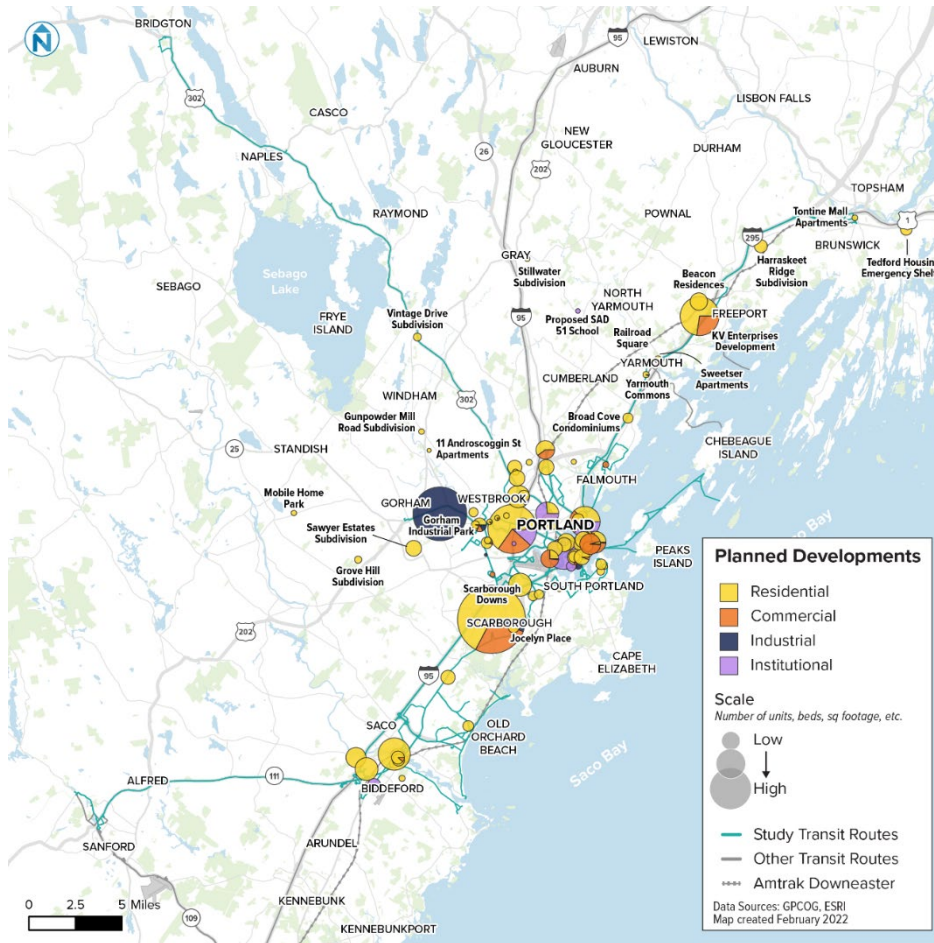 N
BRIDGTON
95
LEWISTON
AUBURN
302
CASCO
LISBON FALLS
NEW
GLOUCESTER
26
DURHAM
NAPLES
202
TOPSHAM
RAYMOND
POWNAL
Tontine Mall
Apartments
1
295
BRUNSWICK
GRAY
Stillwater
Subdivision
Harraskeet
Ridge
Subdivision
Tedford Housing
Emergency Shelt
Sebago
Lake
SEBAGO
Beacon
Residences
NORTH
YARMOUTH
FRYE
ISLAND
Vintage Drive
Subdivision
95
Proposed SAD
51 School
FREEPORT
Railroad
Square
KV Enterprises
Development
YARMOUTH
CUMBERLAND
Sweetser
Apartments
Yarmouth
Commons
WINDHAM
302
Gunpowder Mill
Road Subdivision
Broad Cove
Condominiums
CHEBEAGUE
ISLAND
25
STANDISH
11 Androscoggin St
Apartments
FALMOUTH
Mobile Home
Park
GORHAM
WESTBROOK
Gorham
Industrial Park
PORTLAND
Sawyer Estates
Subdivision
Bay
PEAKS
ISLAND
Grove Hill
Subdivision
SOUTH PORTLAND
Scarborough
Downs
SCARBOROUGH
Jocelyn Place
202
CAPE
ELIZABETH
95
SACO
OLD
ORCHARD
BEACH
Saco Bay
ALFRED
111
BIDDEFORD
SANFORD
ARUNDEL
KENNEBUNK
109
KENNEBUNKPORT
0 2.5 5 Miles
Planned Developments
Residential
Commercial
Industrial
Institutional
Scale
Number of units, beds, sq footage, etc.
Low
High
Study Transit Routes
Other Transit Routes
Amtrak Downeaster
Data Sources: GPCOG, ESRI
Map created February 2022